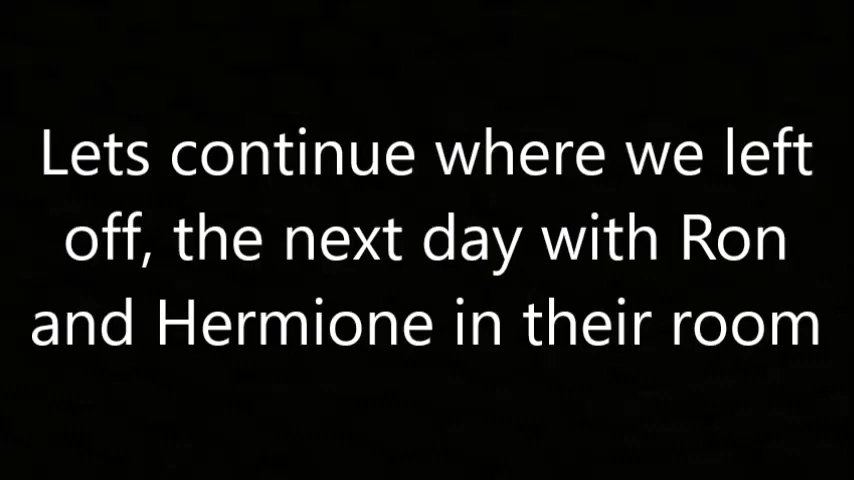 Lets continue where we left
off, the next day with Ron
and Hermione in their room